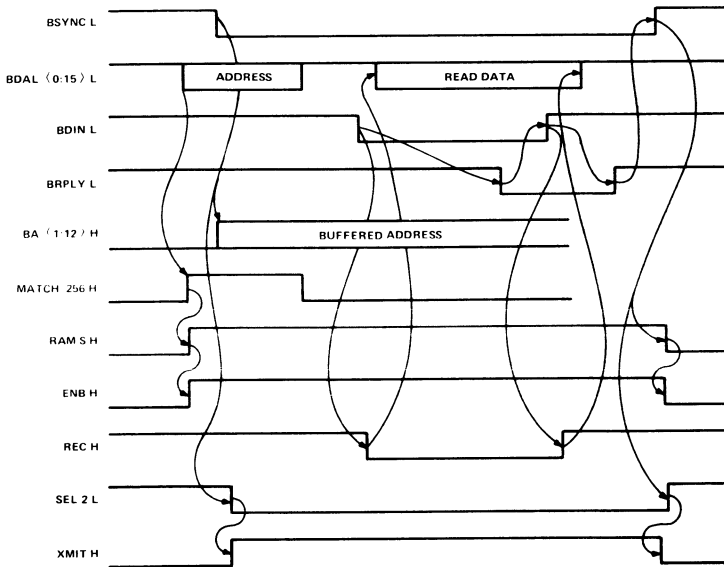 BSYNC L
BDAL ⟨0:15⟩ L
ADDRESS
READ DATA
BDIN L
BRPLY L
BA ⟨1:12⟩ H
BUFFERED ADDRESS
MATCH 256 H
RAM S H
ENB H
REC H
SEL 2 L
XMIT H